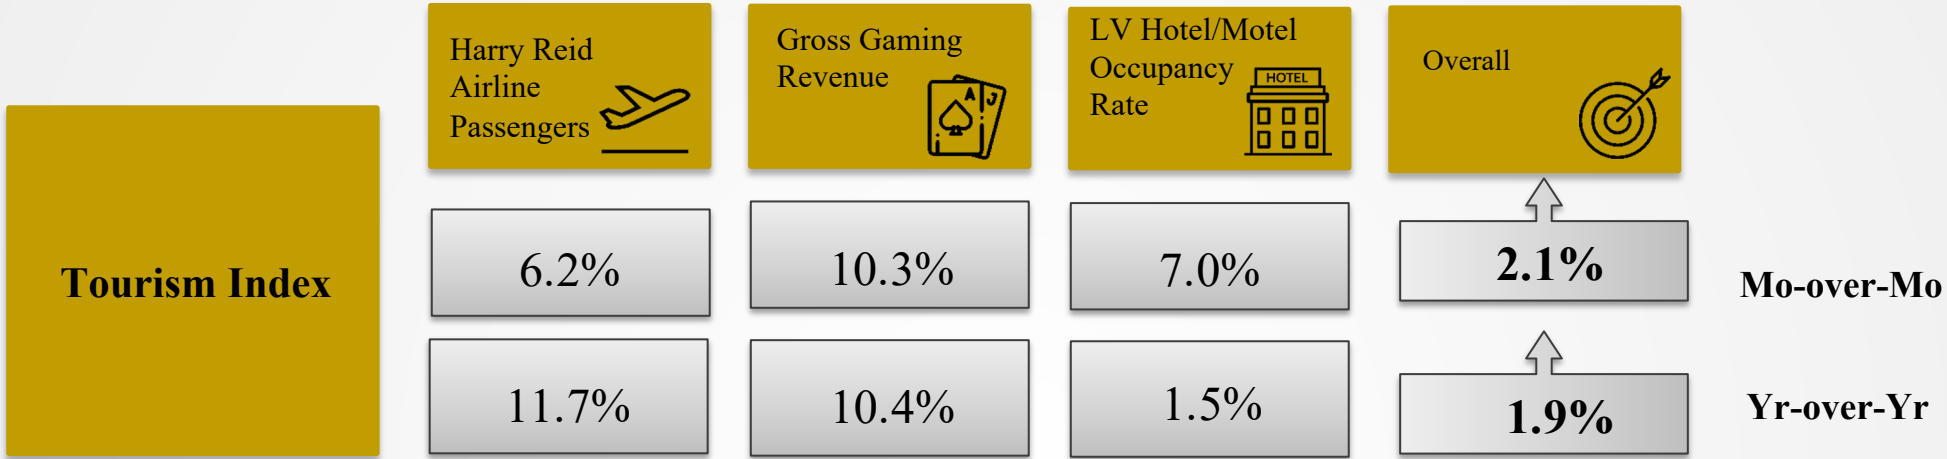 Harry Reid
Airline
Passengers
Gross Gaming
Revenue
A J
LV Hotel/Motel
Occupancy
Rate
HOTEL
Overall
Tourism Index
6.2%
10.3%
7.0%
2.1%
Mo-over-Mo
11.7%
10.4%
1.5%
1.9%
Yr-over-Yr